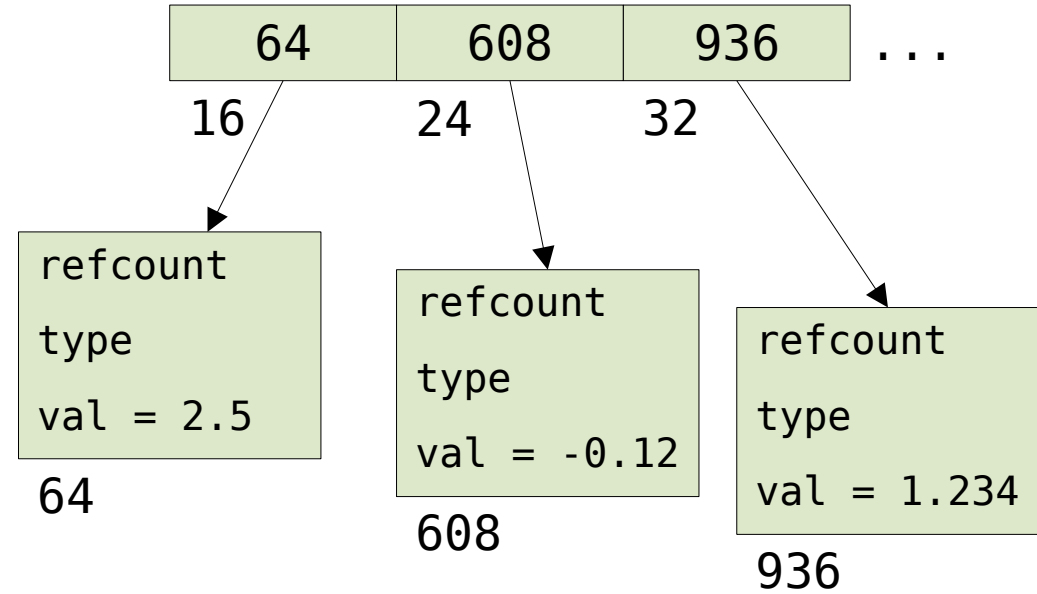 64 608 936 ...
16 24 32
refcount
type
val = 2.5
64
refcount
type
val = -0.12
608
refcount
type
val = 1.234
936